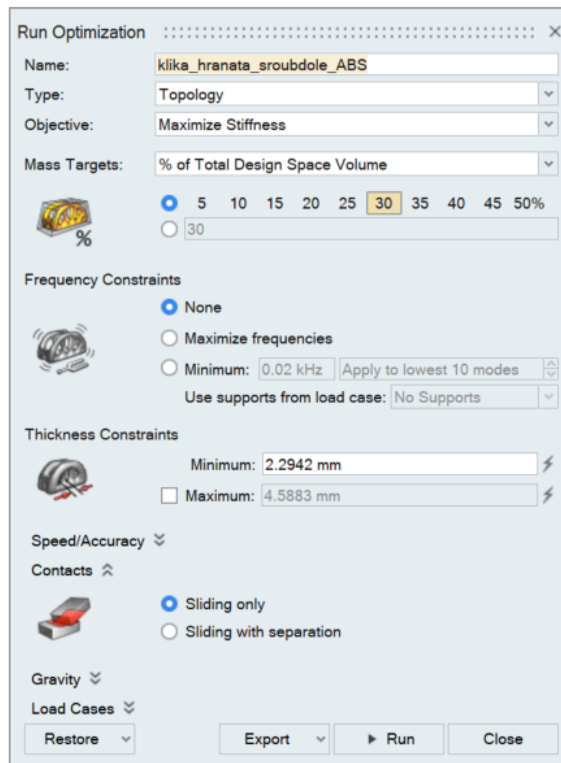 Run Optimization
Name: klika_hranata_sroubdole_ABS
Type: Topology
Objective: Maximize Stiffness
Mass Targets: % of Total Design Space Volume
5 10 15 20 25 30 35 40 45 50%
%
30
Frequency Constraints
None
Maximize frequencies
Minimum: 0.02 kHz Apply to lowest 10 modes
Use supports from load case: No Supports
Thickness Constraints
Minimum: 2.2942 mm
Maximum: 4.5883 mm
Speed/Accuracy
Contacts
Sliding only
Sliding with separation
Gravity
Load Cases
Restore Export Run Close